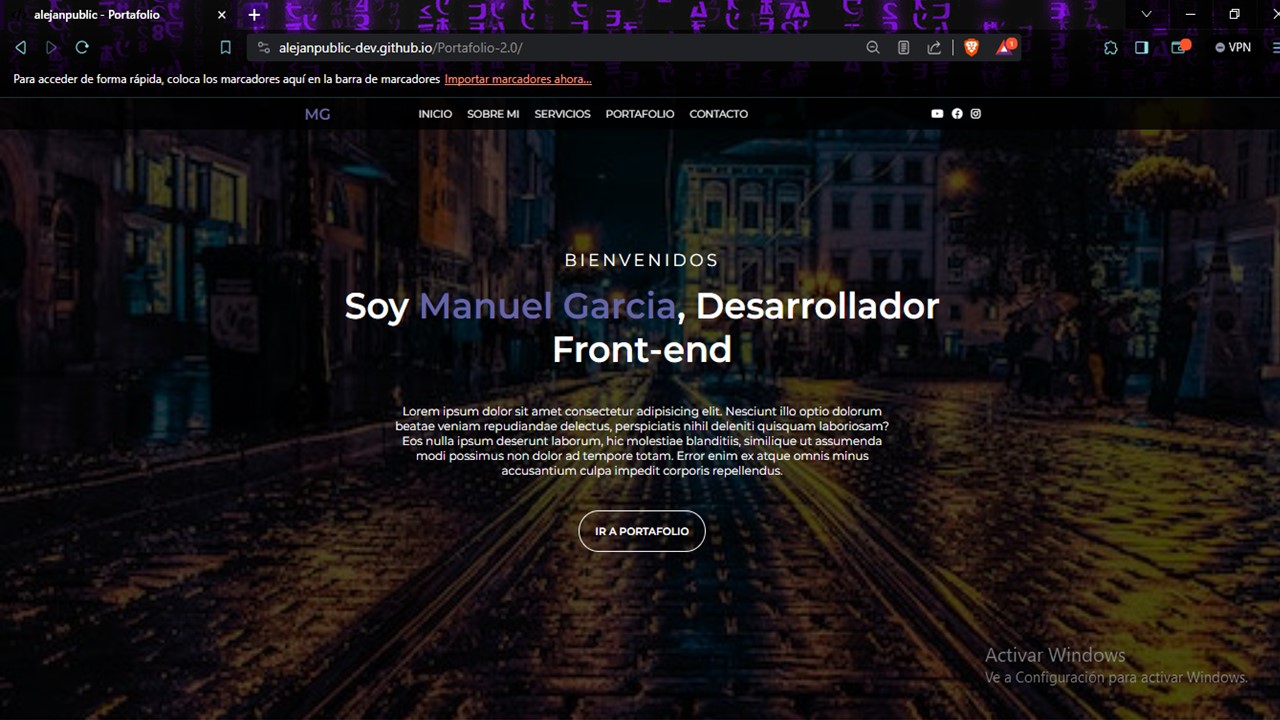 alejanpublic - Portafolio
alejanpublic-dev.github.io/Portafolio-2.0/
1
VPN
Para acceder de forma rápida, coloca los marcadores aquí en la barra de marcadores Importar marcadores ahora...
MG INICIO SOBRE MI SERVICIOS PORTAFOLIO CONTACTO
BIENVENIDOS
Soy Manuel Garcia, Desarrollador
Front-end
Lorem ipsum dolor sit amet consectetur adipisicing elit. Nesciunt illo optio dolorum
beatae veniam repudiandae delectus, perspiciatis nihil deleniti quisquam laboriosam?
Eos nulla ipsum deserunt laborum, hic molestiae blanditiis, similique ut assumenda
modi possimus non dolor ad tempore totam. Error enim ex atque omnis minus
accusantium culpa impedit corporis repellendus.
IR A PORTAFOLIO
Activar Windows
Ve a Configuración para activar Windows.